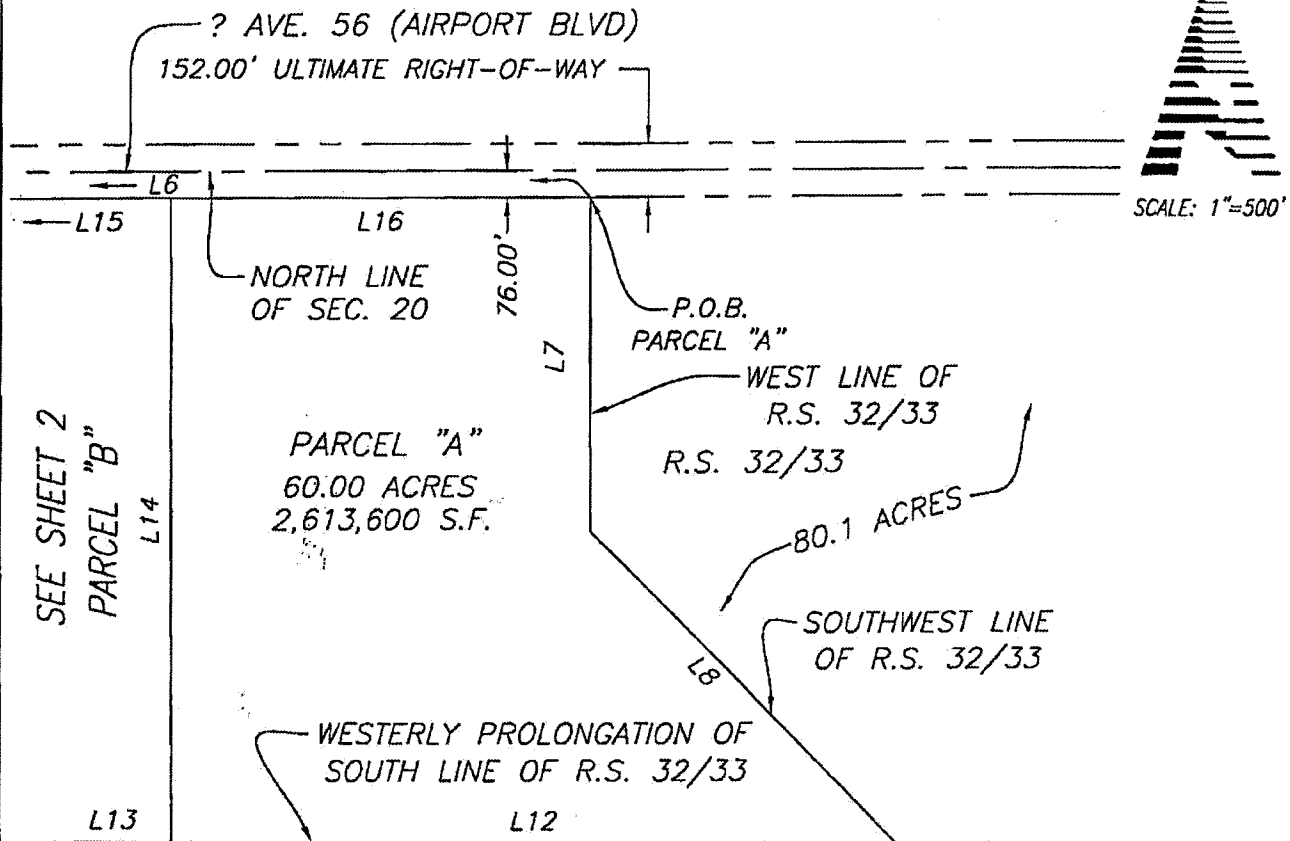 ? AVE. 56 (AIRPORT BLVD)
152.00' ULTIMATE RIGHT-OF-WAY
L6
L15
L16
SCALE: 1"=500'
NORTH LINE
OF SEC. 20
76.00'
P.O.B.
PARCEL "A"
L7
WEST LINE OF
R.S. 32/33
R.S. 32/33
SEE SHEET 2
PARCEL "B"
L14
PARCEL "A"
60.00 ACRES
2,613,600 S.F.
80.1 ACRES
SOUTHWEST LINE
OF R.S. 32/33
L8
WESTERLY PROLONGATION OF
SOUTH LINE OF R.S. 32/33
L13
L12